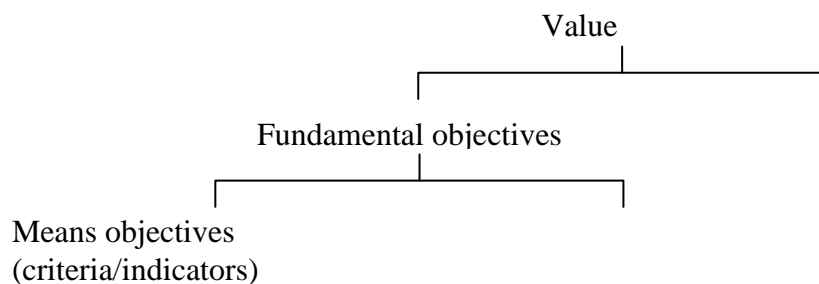 Value
Fundamental objectives
Means objectives
(criteria/indicators)